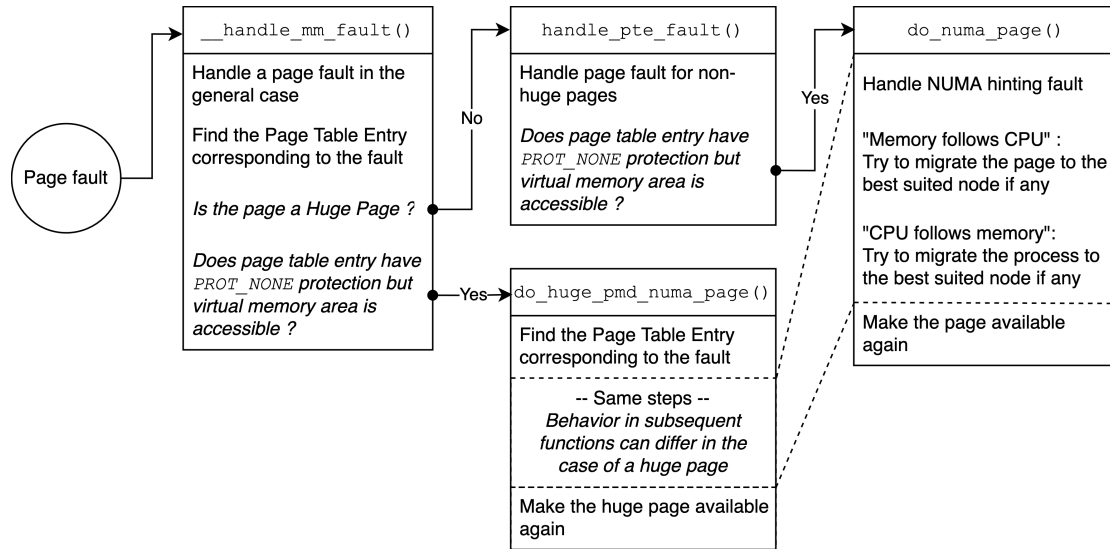 Page fault
__handle_mm_fault()
Handle a page fault in the
general case
Find the Page Table Entry
corresponding to the fault
Is the page a Huge Page ?
Does page table entry have
PROT_NONE protection but
virtual memory area is
accessible ?
No
Yes
handle_pte_fault()
Handle page fault for non-
huge pages
Does page table entry have
PROT_NONE protection but
virtual memory area is
accessible ?
Yes
do_huge_pmd_numa_page()
Find the Page Table Entry
corresponding to the fault
-- Same steps --
Behavior in subsequent
functions can differ in the
case of a huge page
Make the huge page available
again
do_numa_page()
Handle NUMA hinting fault
"Memory follows CPU" :
Try to migrate the page to the
best suited node if any
"CPU follows memory":
Try to migrate the process to
the best suited node if any
Make the page available
again